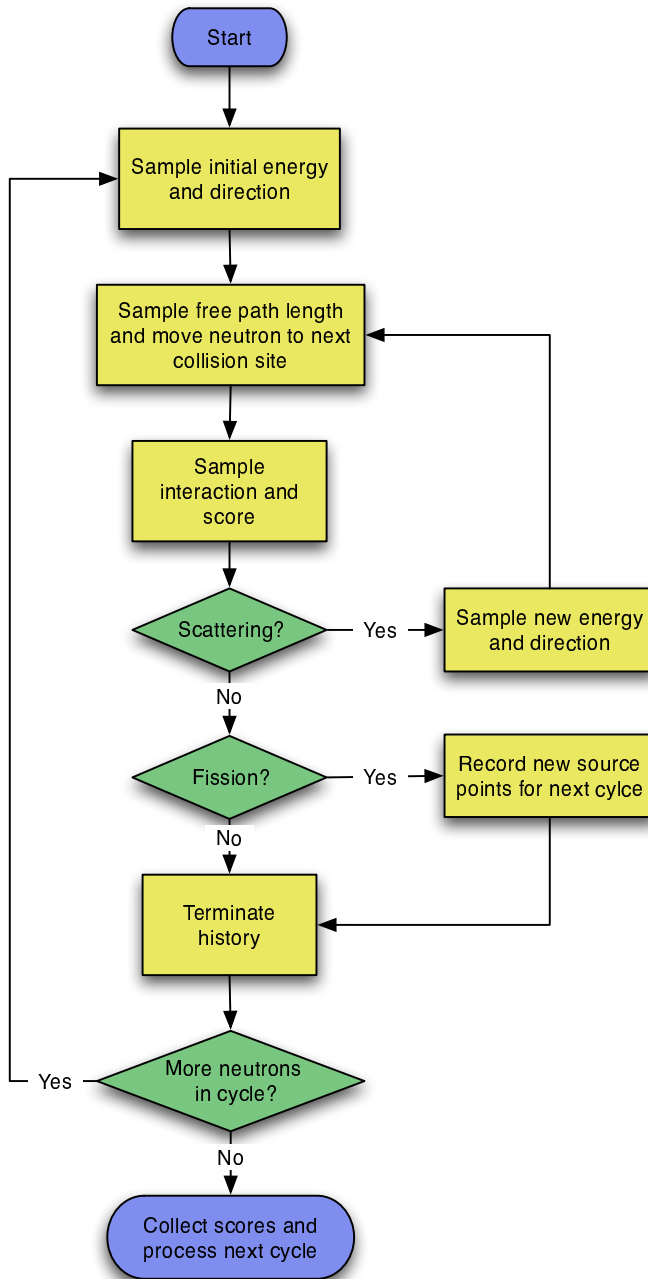 Start
Sample initial energy
and direction
Sample free path length
and move neutron to next
collision site
Sample
interaction and
score
Scattering?
Yes
Sample new energy
and direction
No
Fission?
Yes
Record new source
points for next cylce
No
Terminate
history
More neutrons
in cycle?
Yes
No
Collect scores and
process next cycle